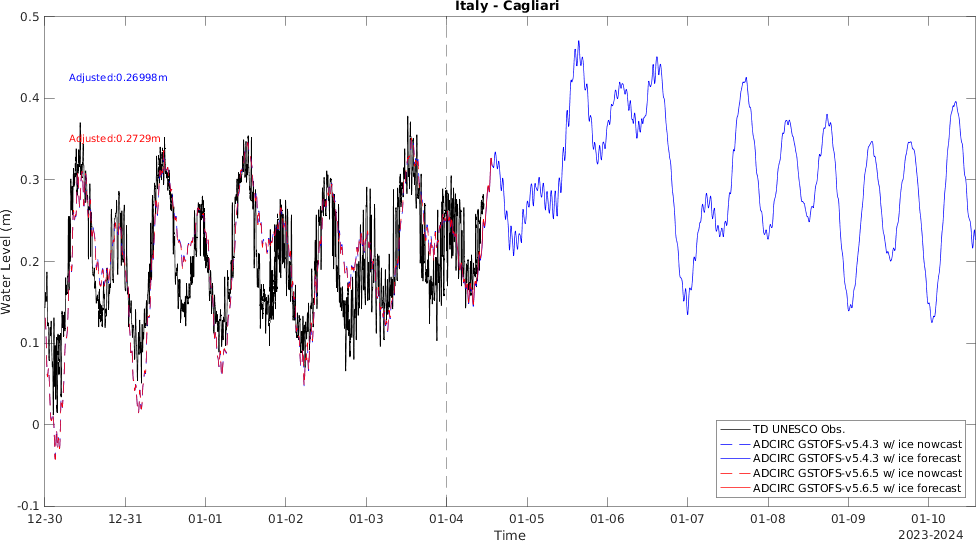 Italy - Cagliari
0.5
0.4
0.3
0.2
0.1
0
-0.1
Water Level (m)
Adjusted:0.26998m
Adjusted:0.2729m
TD UNESCO Obs.
ADCIRC GSTOFS-v5.4.3 w/ ice nowcast
ADCIRC GSTOFS-v5.4.3 w/ ice forecast
ADCIRC GSTOFS-v5.6.5 w/ ice nowcast
ADCIRC GSTOFS-v5.6.5 w/ ice forecast
12-30 12-31 01-01 01-02 01-03 01-04 01-05 01-06 01-07 01-08 01-09 01-10
Time
2023-2024